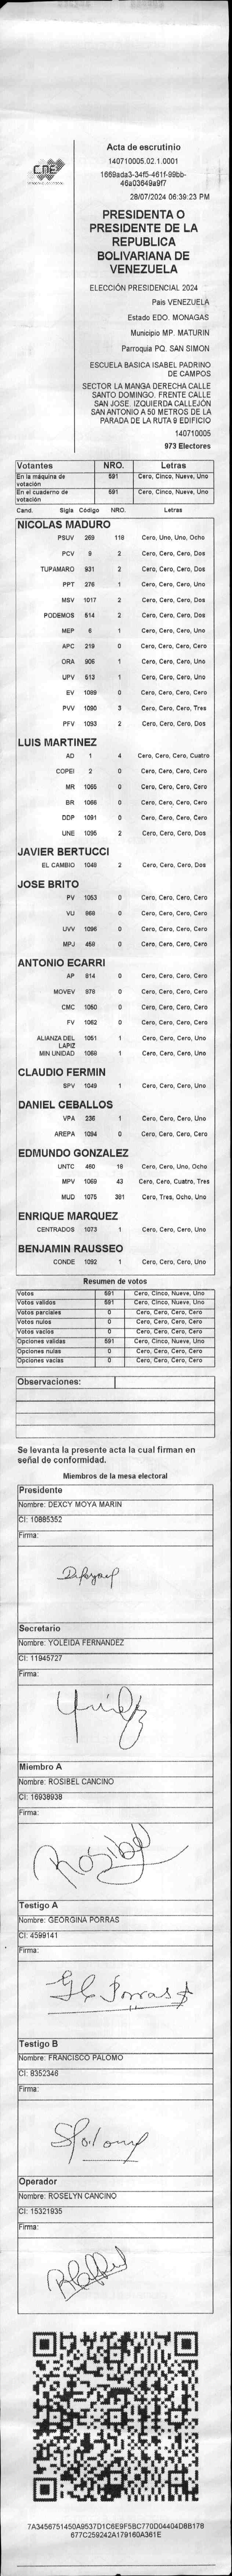 CNE
Acta de escrutinio
140710005.02.1.0001
1669ada3-34f5-461f-99bb-
46a03649a9f7
28/07/2024 06:39:23 PM
PRESIDENTA O
PRESIDENTE DE LA
REPUBLICA
BOLIVARIANA DE
VENEZUELA
ELECCIÓN PRESIDENCIAL 2024
Pais VENEZUELA
Estado EDO. MONAGAS
Municipio MP. MATURIN
Parroquia PQ. SAN SIMON
ESCUELA BASICA ISABEL PADRINO
DE CAMPOS
SECTOR LA MANGA DERECHA CALLE
SANTO DOMINGO. FRENTE CALLE
SAN JOSE. IZQUIERDA CALLEJÓN
SAN ANTONIO A 50 METROS DE LA
PARADA DE LA RUTA 9 EDIFICIO
140710005
973 Electores
Votantes NRO. Letras
En la máquina de votación 591 Cero, Cinco, Nueve, Uno
En el cuaderno de votación 591 Cero, Cinco, Nueve, Uno
Cand. Sigla Código NRO. Letras
NICOLAS MADURO
PSUV 269 118 Cero, Uno, Uno, Ocho
PCV 9 2 Cero, Cero, Cero, Dos
TUPAMARO 931 2 Cero, Cero, Cero, Dos
PPT 276 1 Cero, Cero, Cero, Uno
MSV 1017 2 Cero, Cero, Cero, Dos
PODEMOS 514 2 Cero, Cero, Cero, Dos
MEP 6 1 Cero, Cero, Cero, Uno
APC 219 0 Cero, Cero, Cero, Cero
ORA 906 1 Cero, Cero, Cero, Uno
UPV 513 1 Cero, Cero, Cero, Uno
EV 1089 0 Cero, Cero, Cero, Cero
PVV 1090 3 Cero, Cero, Cero, Tres
PFV 1093 2 Cero, Cero, Cero, Dos
LUIS MARTINEZ
AD 1 4 Cero, Cero, Cero, Cuatro
COPEI 2 0 Cero, Cero, Cero, Cero
MR 1065 0 Cero, Cero, Cero, Cero
BR 1066 0 Cero, Cero, Cero, Cero
DDP 1091 0 Cero, Cero, Cero, Cero
UNE 1095 2 Cero, Cero, Cero, Dos
JAVIER BERTUCCI
EL CAMBIO 1048 2 Cero, Cero, Cero, Dos
JOSE BRITO
PV 1053 0 Cero, Cero, Cero, Cero
VU 968 0 Cero, Cero, Cero, Cero
UVV 1096 0 Cero, Cero, Cero, Cero
MPJ 458 0 Cero, Cero, Cero, Cero
ANTONIO ECARRI
AP 914 0 Cero, Cero, Cero, Cero
MOVEV 978 0 Cero, Cero, Cero, Cero
CMC 1050 0 Cero, Cero, Cero, Cero
FV 1062 0 Cero, Cero, Cero, Cero
ALIANZA DEL LAPIZ 1051 1 Cero, Cero, Cero, Uno
MIN UNIDAD 1068 1 Cero, Cero, Cero, Uno
CLAUDIO FERMIN
SPV 1049 1 Cero, Cero, Cero, Uno
DANIEL CEBALLOS
VPA 236 1 Cero, Cero, Cero, Uno
AREPA 1094 0 Cero, Cero, Cero, Cero
EDMUNDO GONZALEZ
UNTC 460 18 Cero, Cero, Uno, Ocho
MPV 1069 43 Cero, Cero, Cuatro, Tres
MUD 1075 381 Cero, Tres, Ocho, Uno
ENRIQUE MARQUEZ
CENTRADOS 1073 1 Cero, Cero, Cero, Uno
BENJAMIN RAUSSEO
CONDE 1092 1 Cero, Cero, Cero, Uno
Resumen de votos
Votos 591 Cero, Cinco, Nueve, Uno
Votos validos 591 Cero, Cinco, Nueve, Uno
Votos parciales 0 Cero, Cero, Cero, Cero
Votos nulos 0 Cero, Cero, Cero, Cero
Votos vacios 0 Cero, Cero, Cero, Cero
Opciones validas 591 Cero, Cinco, Nueve, Uno
Opciones nulas 0 Cero, Cero, Cero, Cero
Opciones vacias 0 Cero, Cero, Cero, Cero
Observaciones:
Se levanta la presente acta la cual firman en
señal de conformidad.
Miembros de la mesa electoral
Presidente
Nombre: DEXCY MOYA MARIN
CI: 10885352
Firma:
Secretario
Nombre: YOLEIDA FERNANDEZ
CI: 11945727
Firma:
Miembro A
Nombre: ROSIBEL CANCINO
CI: 16938938
Firma:
Rosibel
Testigo A
Nombre: GEORGINA PORRAS
CI: 4599141
Firma:
Porras
Testigo B
Nombre: FRANCISCO PALOMO
CI: 8352346
Firma:
Operador
Nombre: ROSELYN CANCINO
CI: 15321935
Firma:
7A3456751450A9537D1C6E9F5BC770D04404D8B178
677C259242A179160A361E